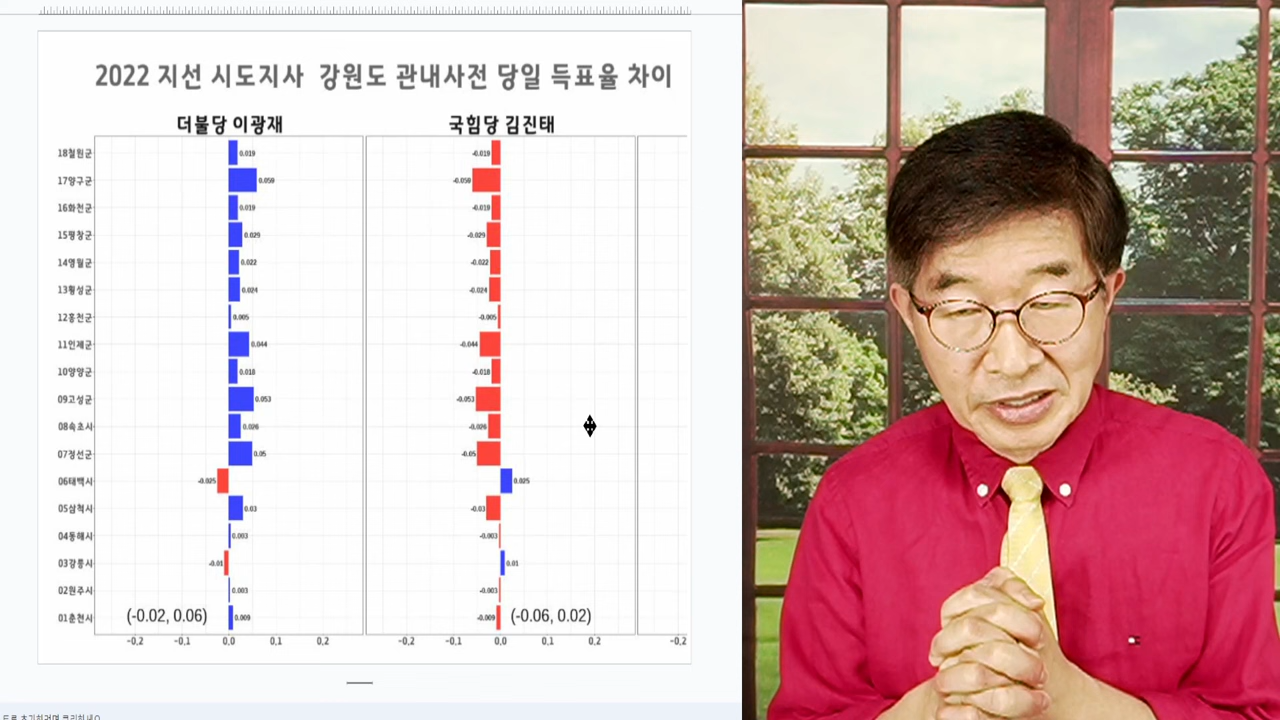 2022 지선 시도지사 강원도 관내사전 당일 득표율 차이
더불당 이광재
국힘당 김진태
18철원군 0.019 -0.019
17양구군 0.059 -0.059
16화천군 0.019 -0.019
15평창군 0.029 -0.029
14영월군 0.022 -0.022
13횡성군 0.024 -0.024
12홍천군 0.005 -0.005
11인제군 0.044 -0.044
10양양군 0.018 -0.018
09고성군 0.053 -0.053
08속초시 0.026 -0.026
07정선군 0.05 -0.05
06태백시 -0.025 0.025
05삼척시 0.03 -0.03
04동해시 0.003 -0.003
03강릉시 -0.01 0.01
02원주시 0.003 -0.003
01춘천시 (-0.02, 0.06) 0.009 -0.009 (-0.06, 0.02)
-0.2 -0.1 0.0 0.1 0.2 -0.2 -0.1 0.0 0.1 0.2 -0.2